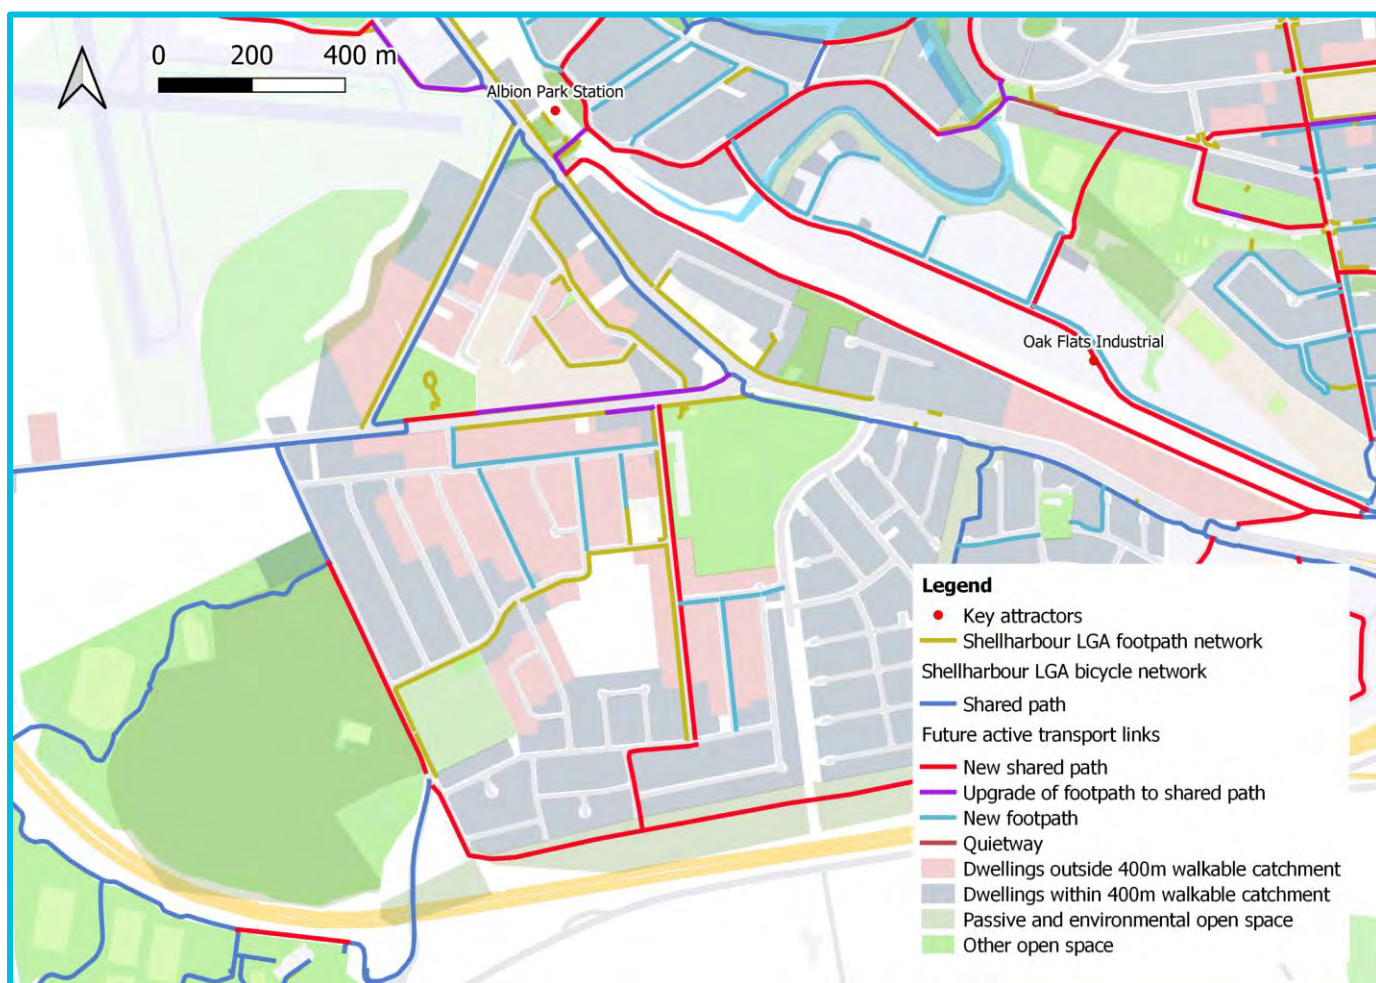 0 200 400 m
Albion Park Station
Oak Flats Industrial
Legend
Key attractors
Shellharbour LGA footpath network
Shellharbour LGA bicycle network
Shared path
Future active transport links
New shared path
Upgrade of footpath to shared path
New footpath
Quietway
Dwellings outside 400m walkable catchment
Dwellings within 400m walkable catchment
Passive and environmental open space
Other open space